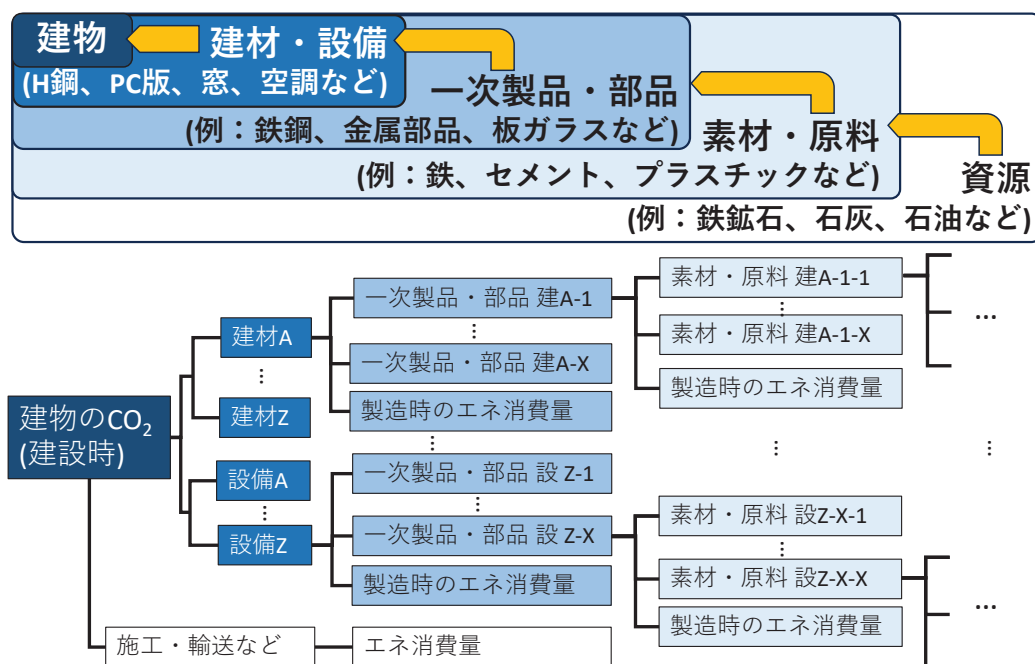 建物
建材・設備
(H鋼、PC版、窓、空調など)
一次製品・部品
(例：鉄鋼、金属部品、板ガラスなど)
素材・原料
(例：鉄、セメント、プラスチックなど)
資源
(例：鉄鉱石、石灰、石油など)
建物のCO₂
(建設時)
建材A
⋮
建材Z
設備A
⋮
設備Z
施工・輸送など
一次製品・部品 建A-1
⋮
一次製品・部品 建A-X
製造時のエネ消費量
⋮
一次製品・部品 設 Z-1
⋮
一次製品・部品 設 Z-X
製造時のエネ消費量
エネ消費量
素材・原料 建A-1-1
⋮
素材・原料 建A-1-X
製造時のエネ消費量
⋮
素材・原料 設Z-X-1
⋮
素材・原料 設Z-X-X
製造時のエネ消費量
...
⋮
...